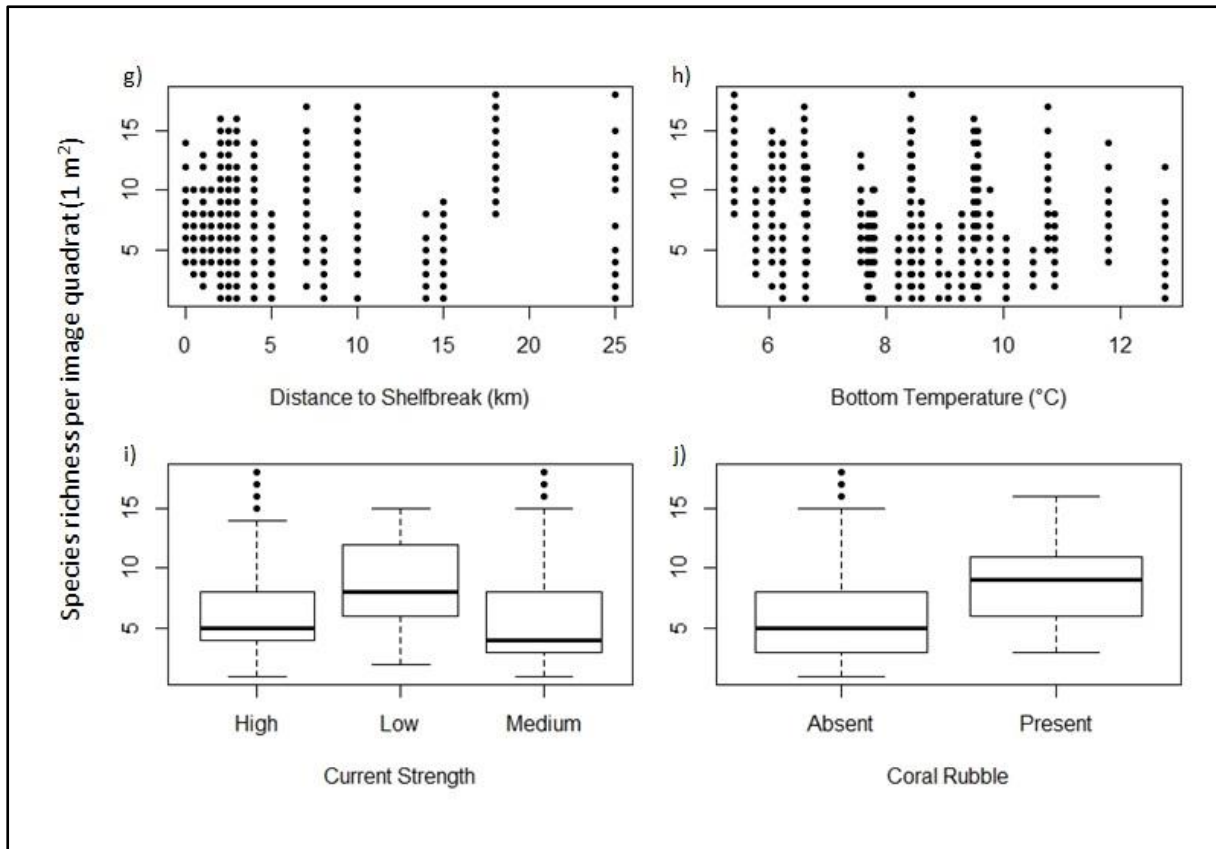 Species richness per image quadrat (1 m²)
g)
15
10
5
0 5 10 15 20 25
Distance to Shelfbreak (km)
h)
15
10
5
6 8 10 12
Bottom Temperature (°C)
i)
15
10
5
High Low Medium
Current Strength
j)
15
10
5
Absent Present
Coral Rubble